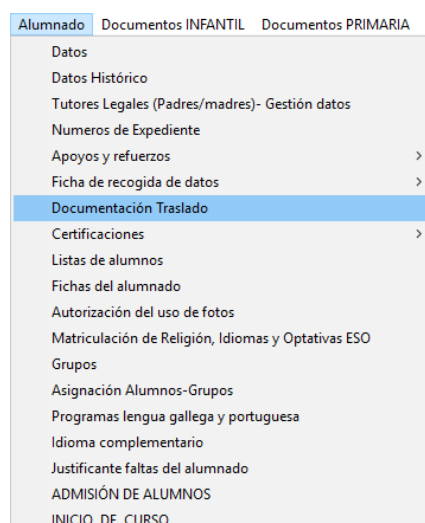 Alumnado Documentos INFANTIL Documentos PRIMARIA
Datos
Datos Histórico
Tutores Legales (Padres/madres)- Gestión datos
Numeros de Expediente
Apoyos y refuerzos
Ficha de recogida de datos
Documentación Traslado
Certificaciones
Listas de alumnos
Fichas del alumnado
Autorización del uso de fotos
Matriculación de Religión, Idiomas y Optativas ESO
Grupos
Asignación Alumnos-Grupos
Programas lengua gallega y portuguesa
Idioma complementario
Justificante faltas del alumnado
ADMISIÓN DE ALUMNOS
INICIO DE CURSO